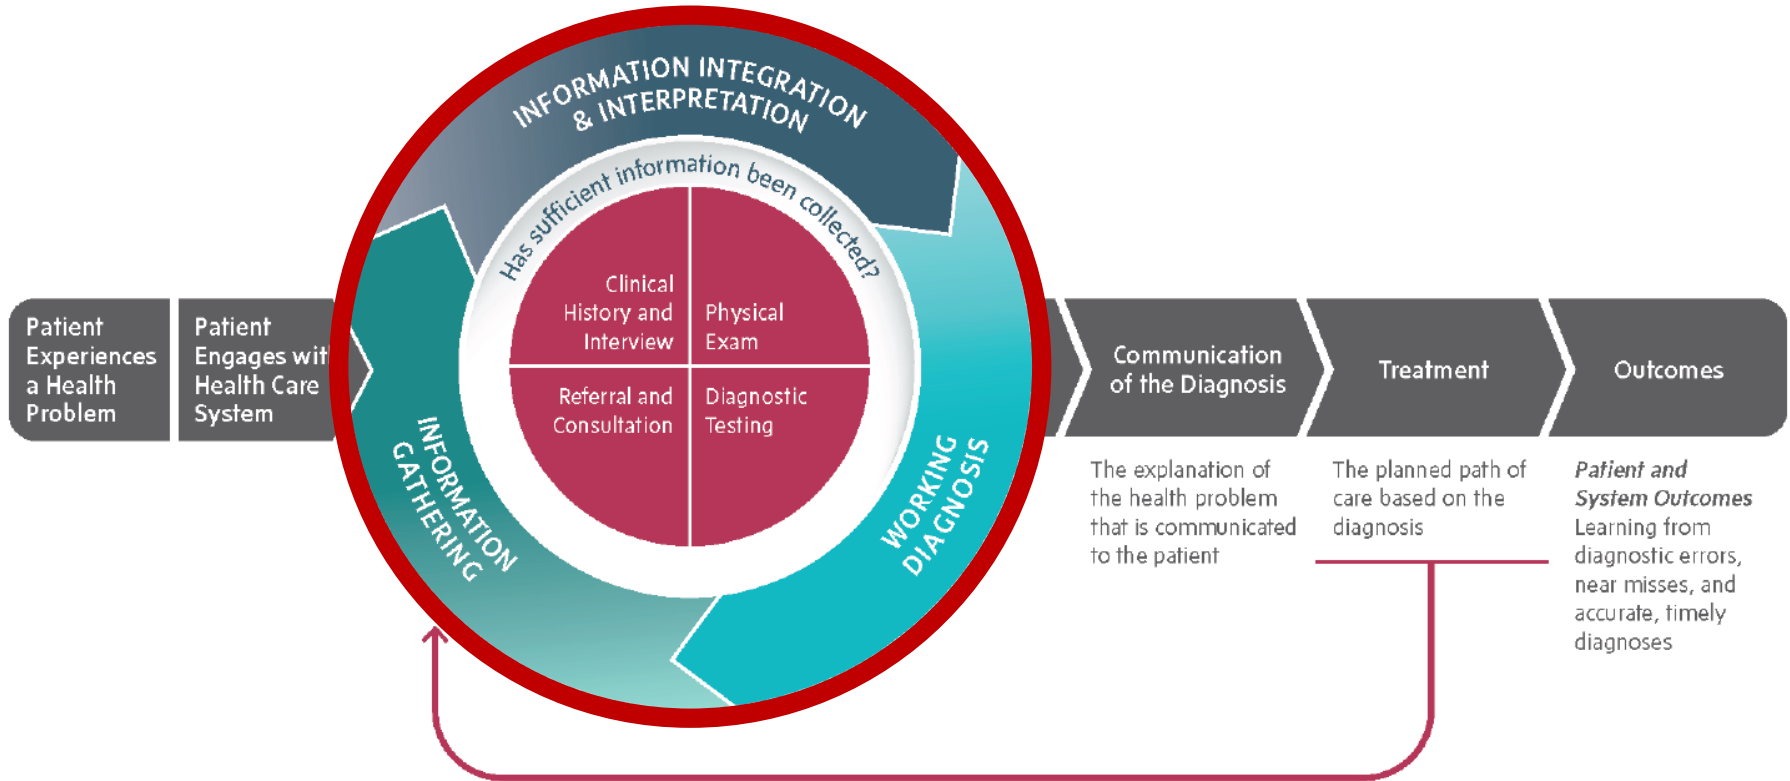 INFORMATION INTEGRATION
& INTERPRETATION
Has sufficient information been collected?
Clinical
History and
Interview
Physical
Exam
Referral and
Consultation
Diagnostic
Testing
INFORMATION
GATHERING
WORKING
DIAGNOSIS
Patient
Experiences
a Health
Problem
Patient
Engages wit
Health Care
System
Communication
of the Diagnosis
Treatment
Outcomes
The explanation of
the health problem
that is communicated
to the patient
The planned path of
care based on the
diagnosis
Patient and
System Outcomes
Learning from
diagnostic errors,
near misses, and
accurate, timely
diagnoses